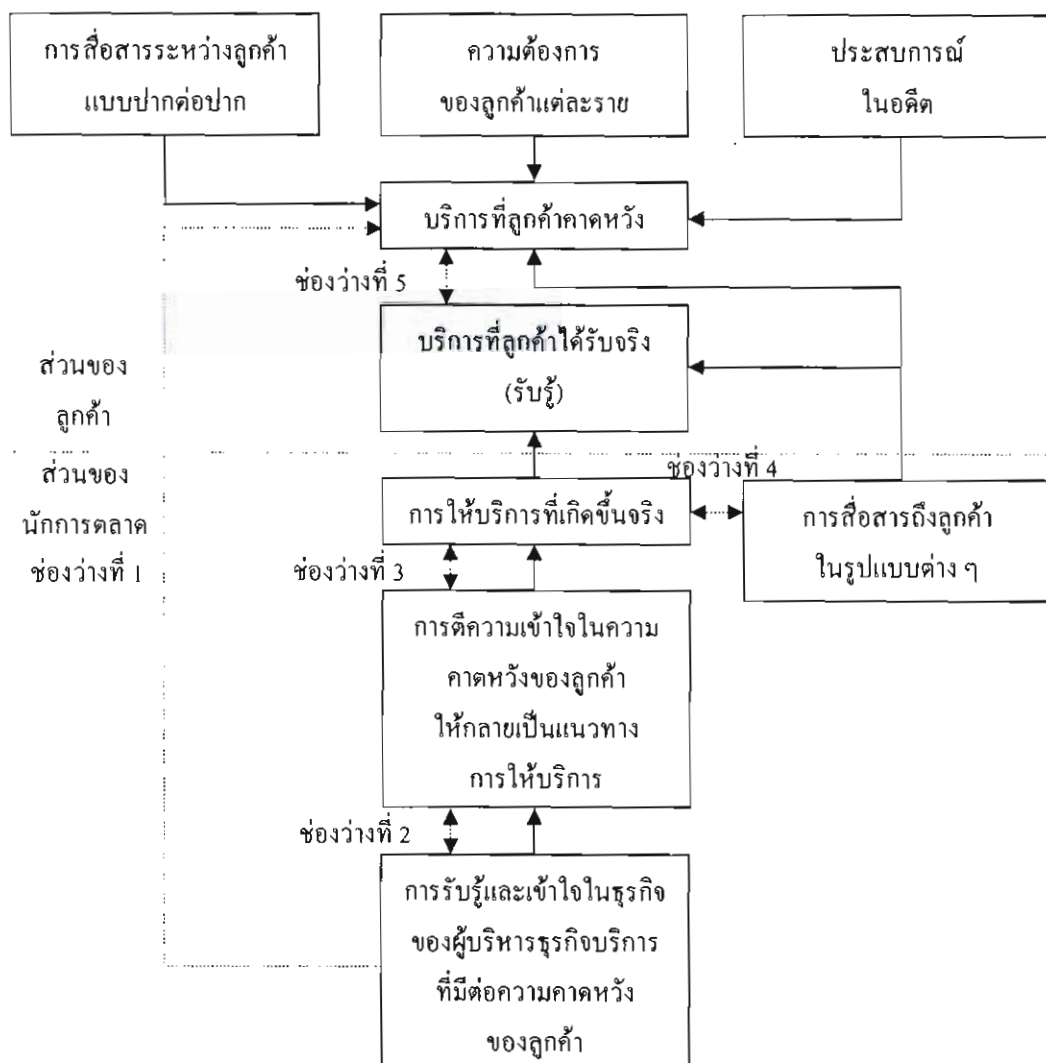 การสื่อสารระหว่างลูกค้า
แบบปากต่อปาก
ความต้องการ
ของลูกค้าแต่ละราย
ประสบการณ์
ในอดีต
บริการที่ลูกค้าคาดหวัง
ช่องว่างที่ 5
บริการที่ลูกค้าได้รับจริง
(รับรู้)
ส่วนของ
ลูกค้า
ส่วนของ
นักการตลาด
ช่องว่างที่ 1
ช่องว่างที่ 4
การให้บริการที่เกิดขึ้นจริง
การสื่อสารถึงลูกค้า
ในรูปแบบต่าง ๆ
ช่องว่างที่ 3
การตีความเข้าใจในความ
คาดหวังของลูกค้า
ให้กลายเป็นแนวทาง
การให้บริการ
ช่องว่างที่ 2
การรับรู้และเข้าใจในธุรกิจ
ของผู้บริหารธุรกิจบริการ
ที่มีต่อความคาดหวัง
ของลูกค้า